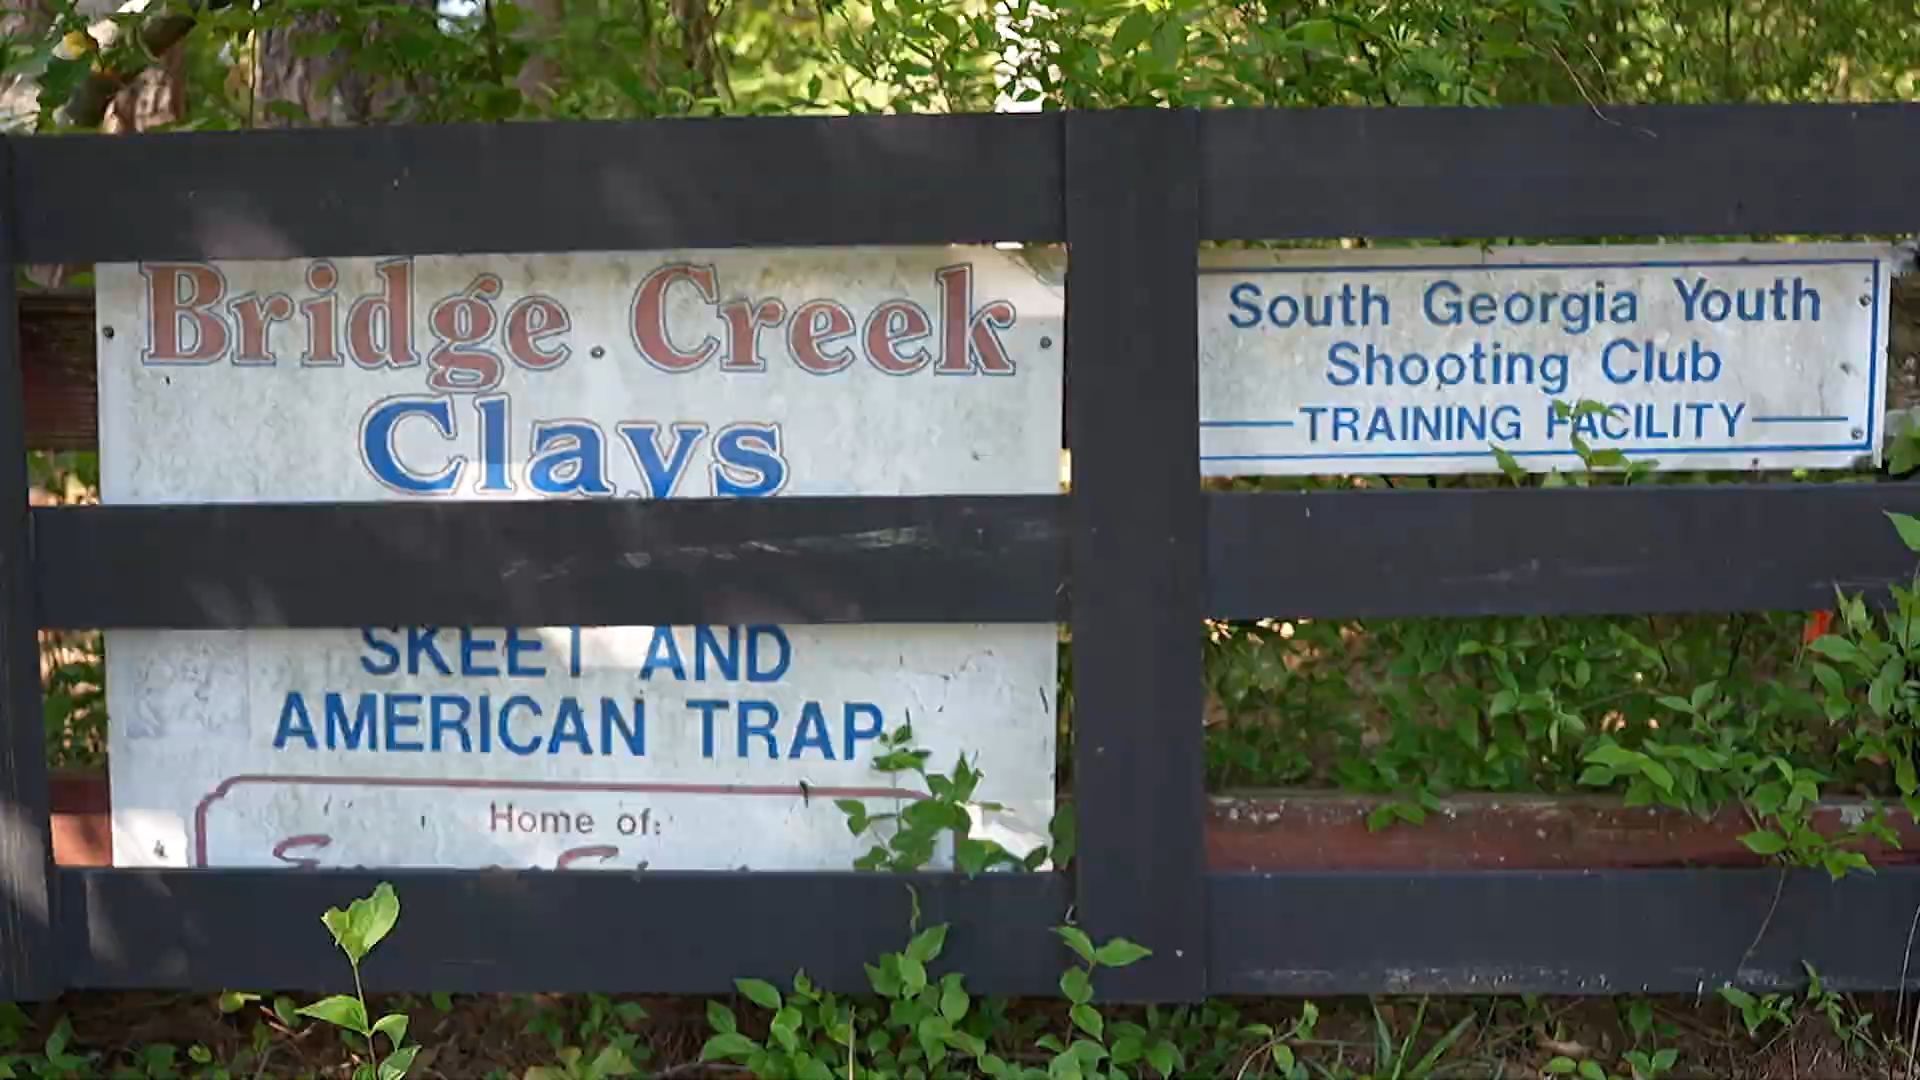 Bridge Creek
Clays
SKEET AND
AMERICAN TRAP
Home of:
South Georgia Youth
Shooting Club
TRAINING FACILITY